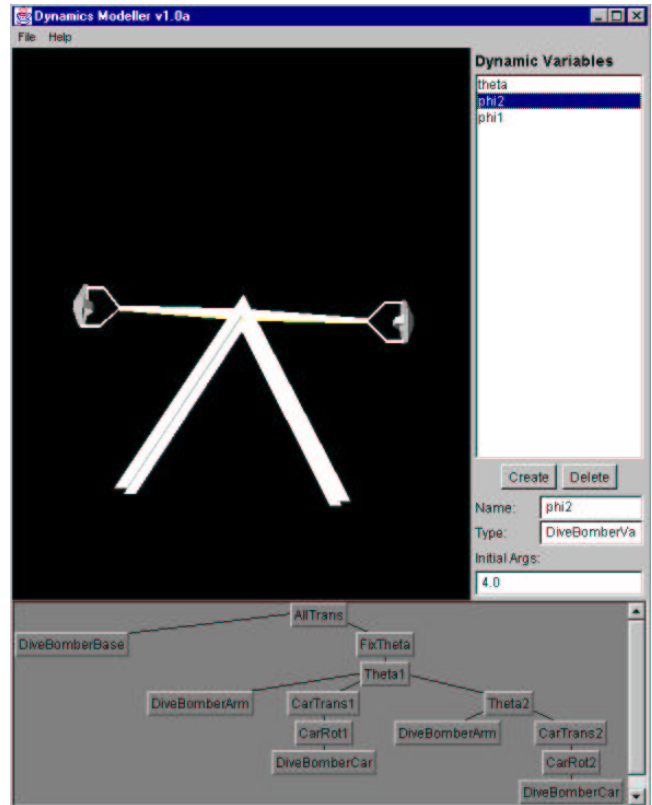 Dynamics Modeller v1.0a
File Help
Dynamic Variables
theta
phi2
phi1
Create Delete
Name: phi2
Type: DiveBomberVa
Initial Args:
4.0
AllTrans
DiveBomberBase FixTheta
Theta1
DiveBomberArm CarTrans1 Theta2
CarRot1 DiveBomberArm CarTrans2
DiveBomberCar CarRot2
DiveBomberCar